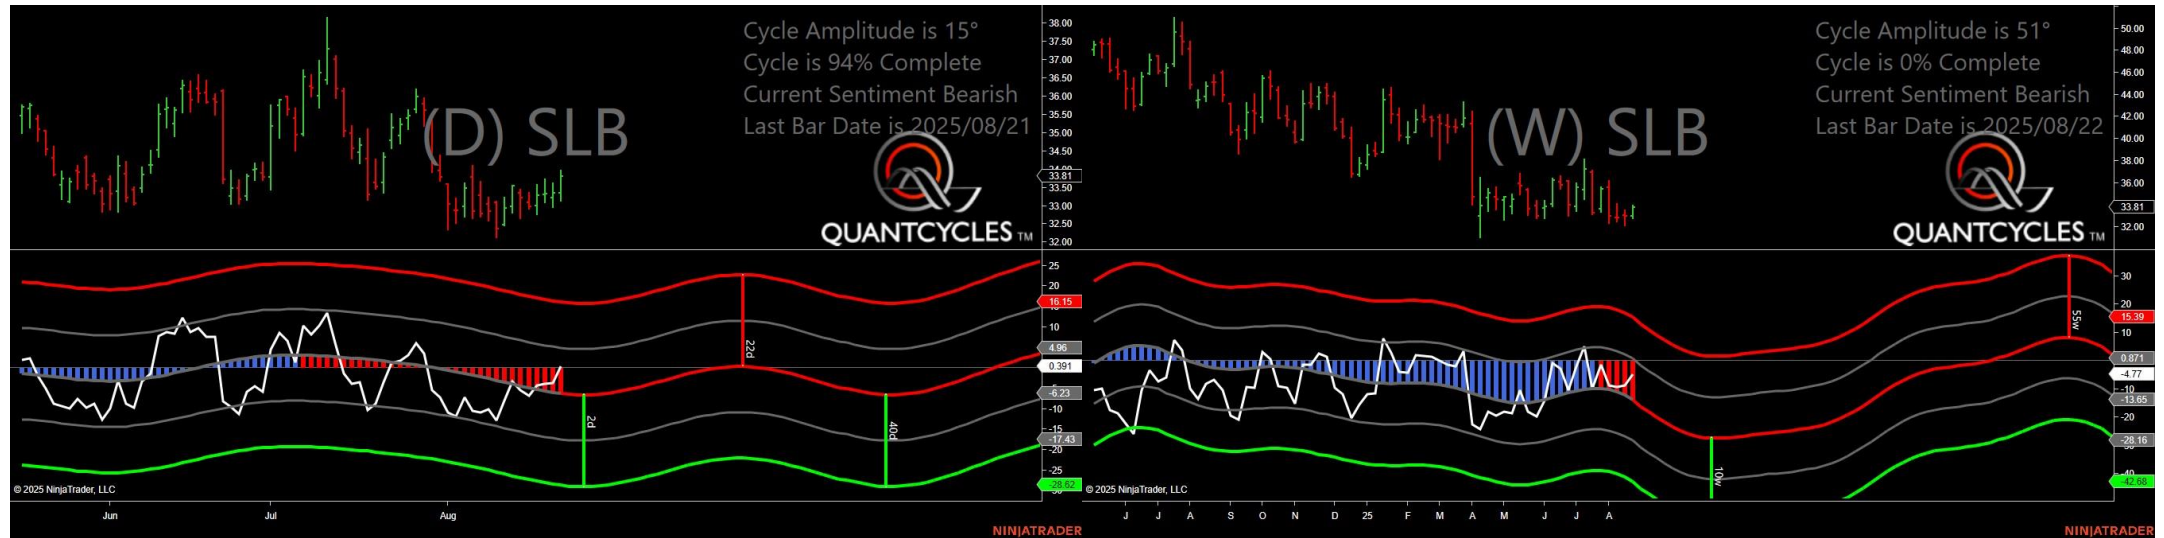 Cycle Amplitude is 15°
Cycle is 94% Complete
Current Sentiment Bearish
Last Bar Date is 2025/08/21
(D) SLB
QUANTCYCLES TM
38.00
37.50
37.00
36.50
36.00
35.50
35.00
34.50
34.00
33.81
33.50
33.00
32.50
32.00
22d
2d
40d
25
20
16.15
10
4.96
0.391
-6.23
-10
-15
-17.43
-20
-25
-28.62
© 2025 NinjaTrader, LLC
Jun Jul Aug
NINJATRADER
Cycle Amplitude is 51°
Cycle is 0% Complete
Current Sentiment Bearish
Last Bar Date is 2025/08/22
(W) SLB
QUANTCYCLES TM
50.00
48.00
46.00
44.00
42.00
40.00
38.00
36.00
33.81
32.00
55w
10w
30
20
15.39
10
0.871
-4.77
-10
-13.65
-20
-28.16
-42.68
© 2025 NinjaTrader, LLC
J J A S O N D 25 F M A M J J A
NINJATRADER